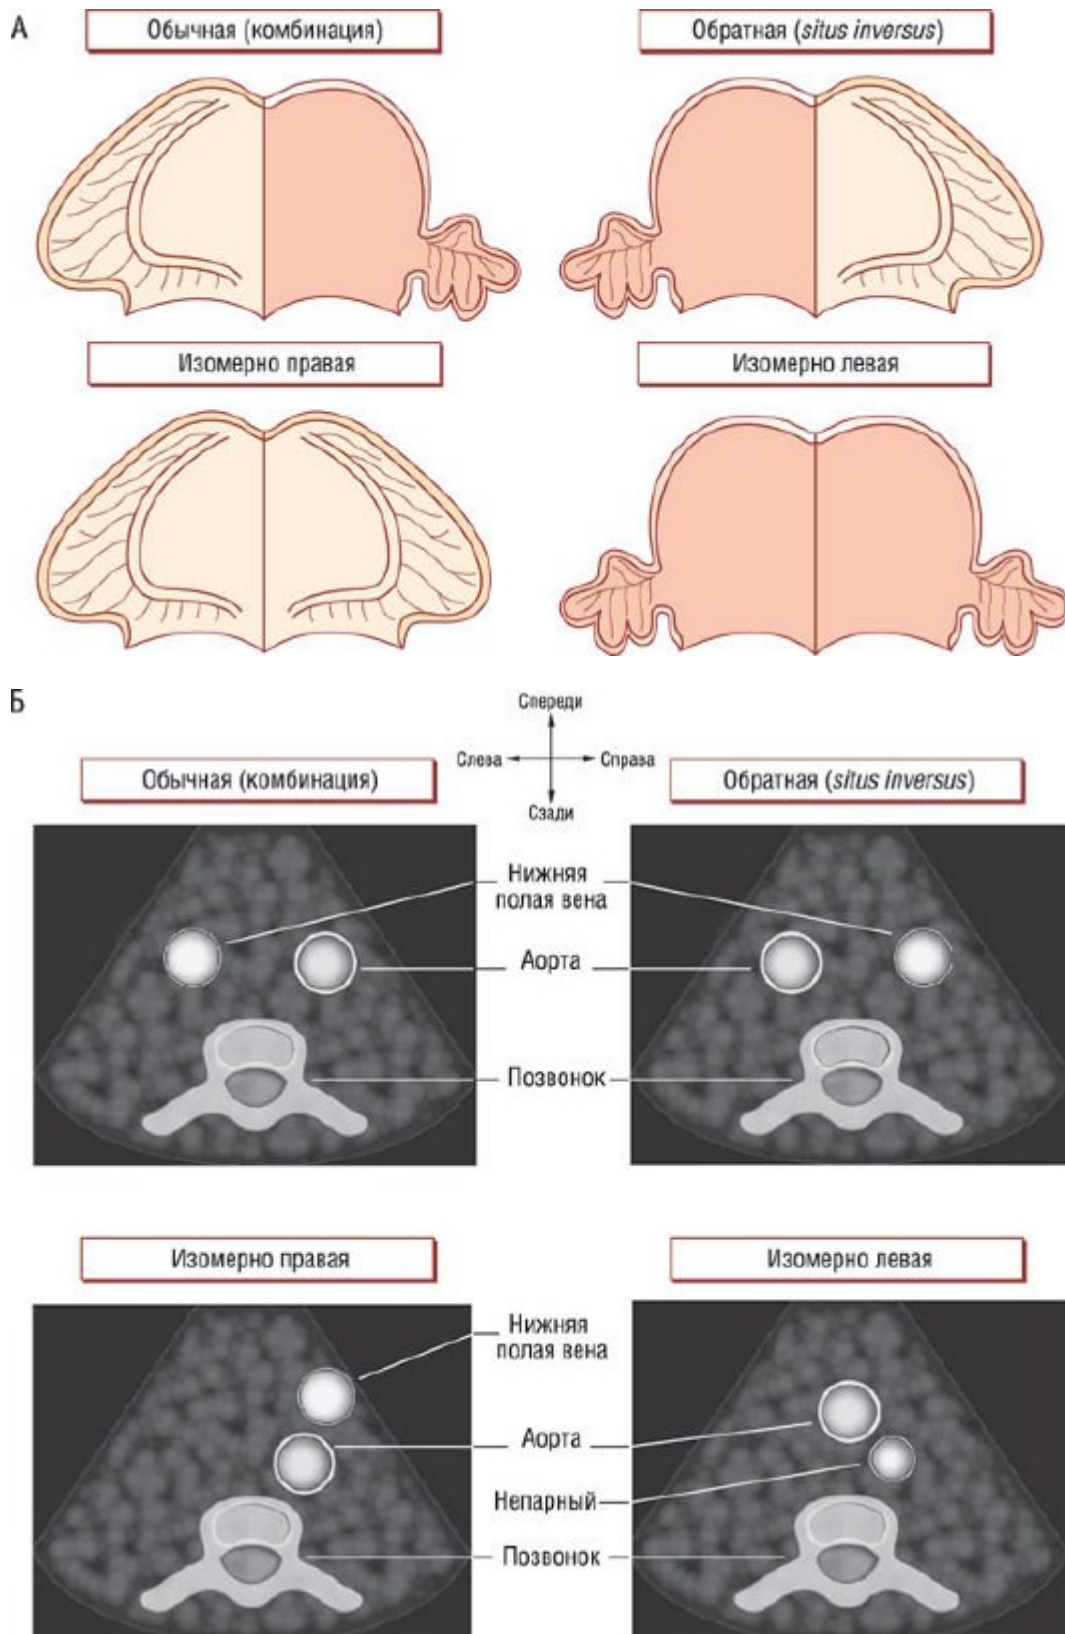 А
Обычная (комбинация)
Обратная (situs inversus)
Изомерно правая
Изомерно левая
Б
Спереди
Слева
Справа
Сзади
Обычная (комбинация)
Обратная (situs inversus)
Нижняя
полая вена
Аорта
Позвонок
Изомерно правая
Изомерно левая
Нижняя
полая вена
Аорта
Непарный
Позвонок